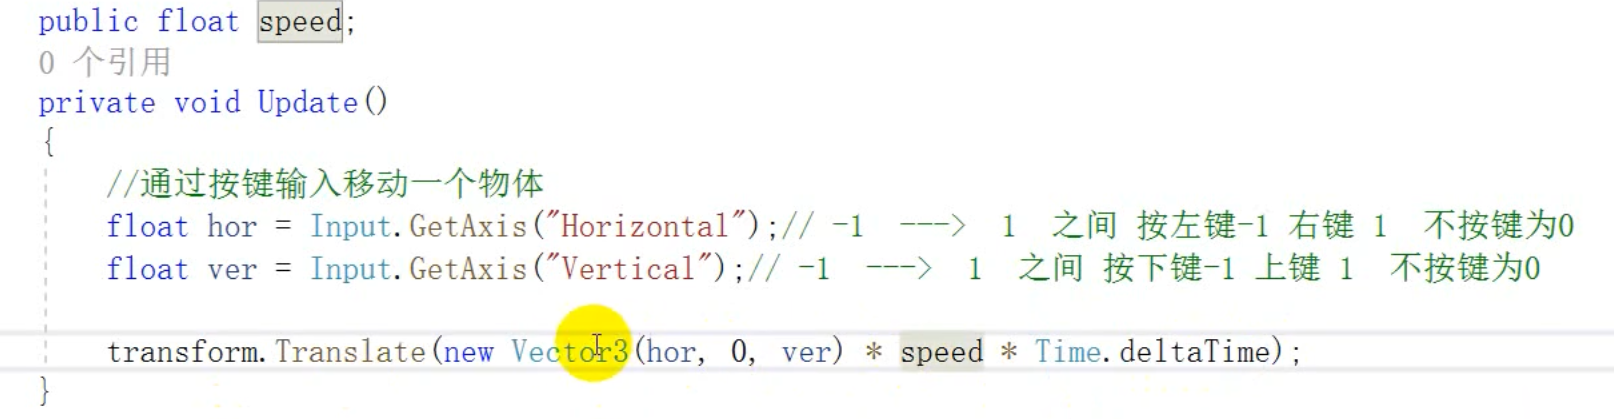 public float speed;
0 个引用
private void Update()
{
//通过按键输入移动一个物体
float hor = Input.GetAxis("Horizontal");// -1  --->  1  之间 按左键-1 右键 1  不按键为0
float ver = Input.GetAxis("Vertical");// -1  --->  1  之间 按下键-1 上键 1  不按键为0
transform.Translate(new Vector3(hor, 0, ver) * speed * Time.deltaTime);
}